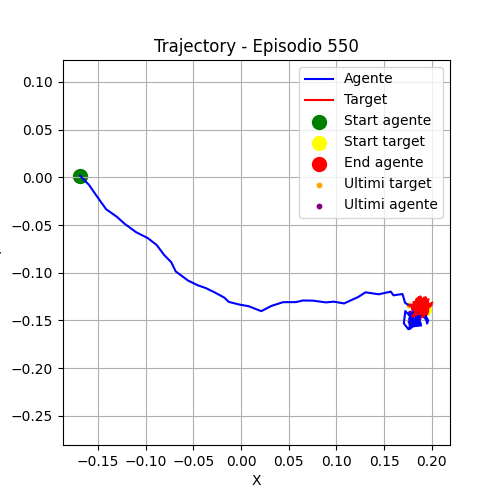 Trajectory - Episodio 550
0.10
0.05
0.00
−0.05
−0.10
−0.15
−0.20
−0.25
Agente
Target
Start agente
Start target
End agente
Ultimi target
Ultimi agente
−0.15 −0.10 −0.05 0.00 0.05 0.10 0.15 0.20
X